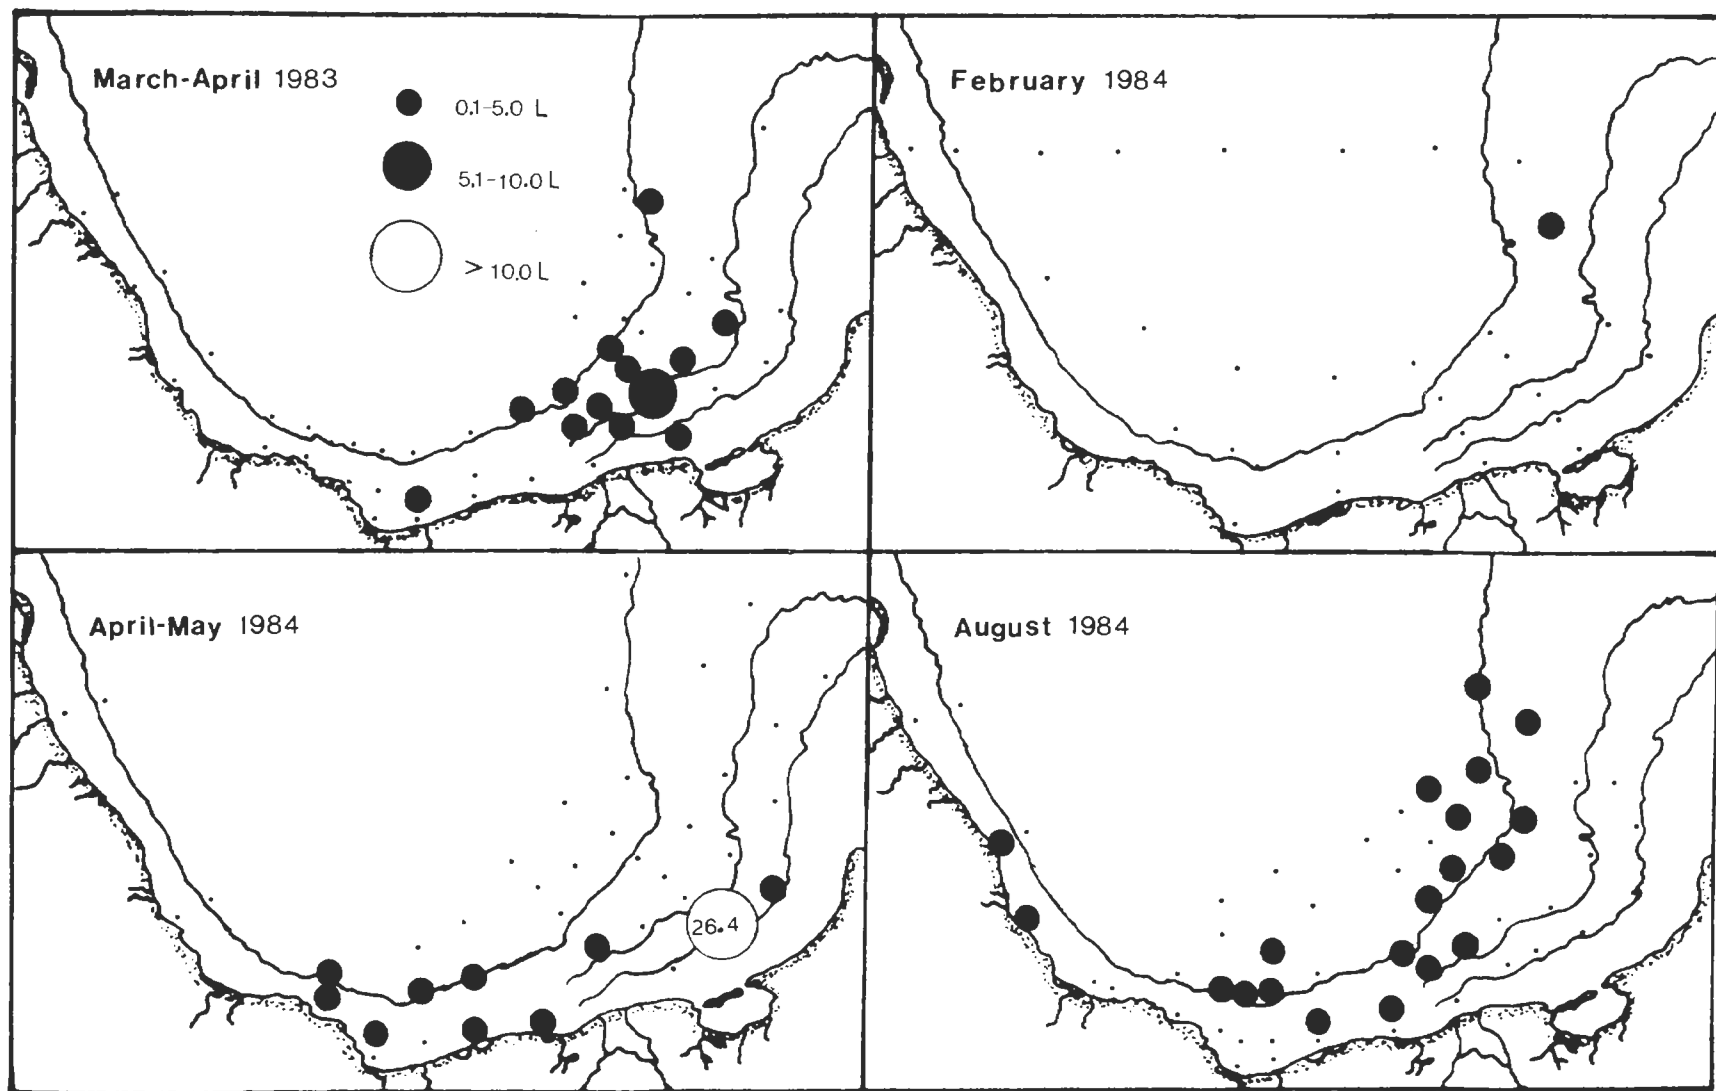 March-April 1983
0.1-5.0 L
5.1-10.0 L
> 10.0 L
February 1984
April-May 1984
26.4
August 1984